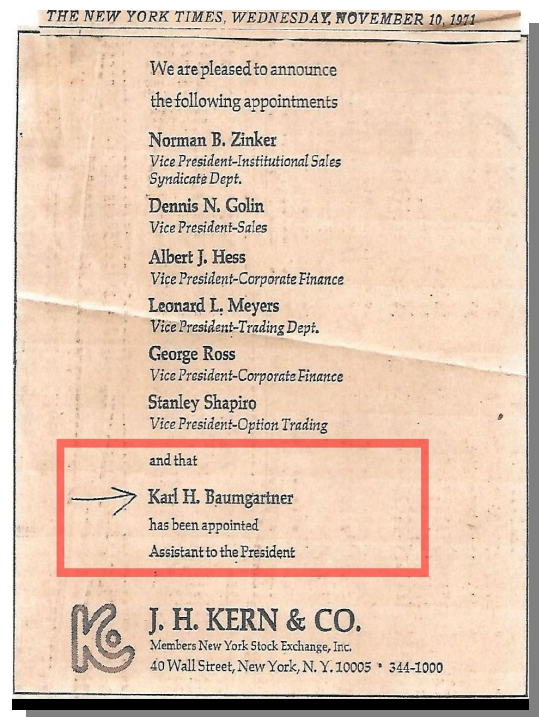 THE NEW YORK TIMES, WEDNESDAY, NOVEMBER 10, 1971
We are pleased to announce
the following appointments
Norman B. Zinker
Vice President-Institutional Sales
Syndicate Dept.
Dennis N. Golin
Vice President-Sales
Albert J. Hess
Vice President-Corporate Finance
Leonard L. Meyers
Vice President-Trading Dept.
George Ross
Vice President-Corporate Finance
Stanley Shapiro
Vice President-Option Trading
and that
Karl H. Baumgartner
has been appointed
Assistant to the President
J. H. KERN & CO.
Members New York Stock Exchange, Inc.
40 Wall Street, New York, N. Y. 10005 • 344-1000